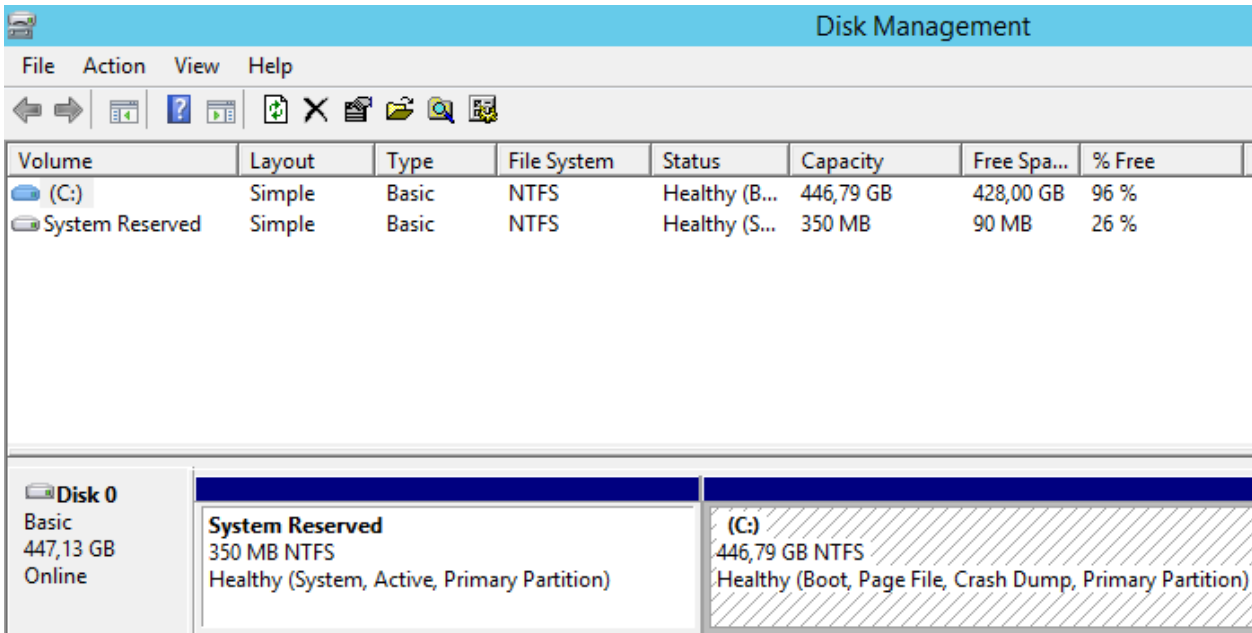 Disk Management
File Action View Help
Volume Layout Type File System Status Capacity Free Spa... % Free
(C:) Simple Basic NTFS Healthy (B... 446,79 GB 428,00 GB 96 %
System Reserved Simple Basic NTFS Healthy (S... 350 MB 90 MB 26 %
Disk 0
Basic
447,13 GB
Online
System Reserved
350 MB NTFS
Healthy (System, Active, Primary Partition)
(C:)
446,79 GB NTFS
Healthy (Boot, Page File, Crash Dump, Primary Partition)